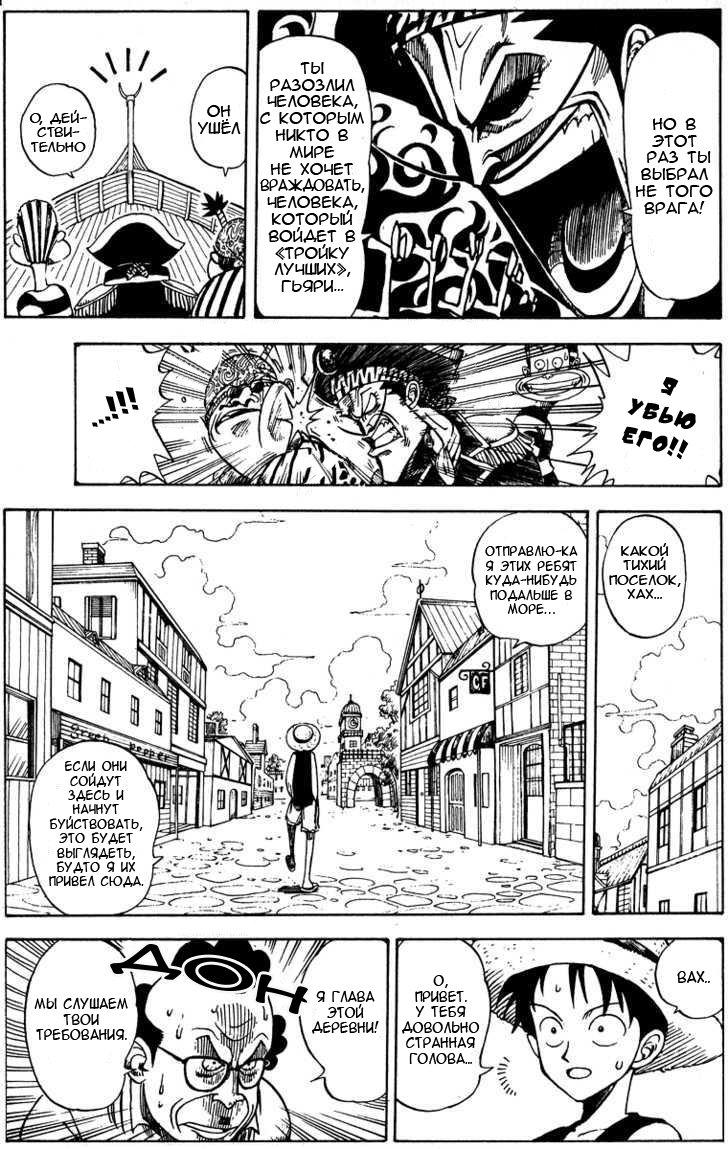 НО В
ЭТОТ
РАЗ ТЫ
ВЫБРАЛ
НЕ ТОГО
ВРАГА!
ТЫ
РАЗОЗЛИЛ
ЧЕЛОВЕКА,
С КОТОРЫМ
НИКТО В
МИРЕ
НЕ ХОЧЕТ
ВРАЖДОВАТЬ,
ЧЕЛОВЕКА,
КОТОРЫЙ
ВОЙДЕТ В
«ТРОЙКУ
ЛУЧШИХ»,
ГЬЯРИ...
ОН
УШЁЛ
О, ДЕЙ-
СТВИ-
ТЕЛЬНО
Я
УБЬЮ
ЕГО!!
...!!!
КАКОЙ
ТИХИЙ
ПОСЕЛОК,
ХАХ...
ОТПРАВЛЮ-КА
Я ЭТИХ РЕБЯТ
КУДА-НИБУДЬ
ПОДАЛЬШЕ В
МОРЕ...
CF
ЕСЛИ ОНИ
СОЙДУТ
ЗДЕСЬ И
НАЧНУТ
БУЙСТВОВАТЬ,
ЭТО БУДЕТ
ВЫГЛЯДЕТЬ,
БУДТО Я ИХ
ПРИВЕЛ СЮДА.
ВАХ..
О,
ПРИВЕТ.
У ТЕБЯ
ДОВОЛЬНО
СТРАННАЯ
ГОЛОВА...
ДОН
Я ГЛАВА
ЭТОЙ
ДЕРЕВНИ!
МЫ СЛУШАЕМ
ТВОИ
ТРЕБОВАНИЯ.